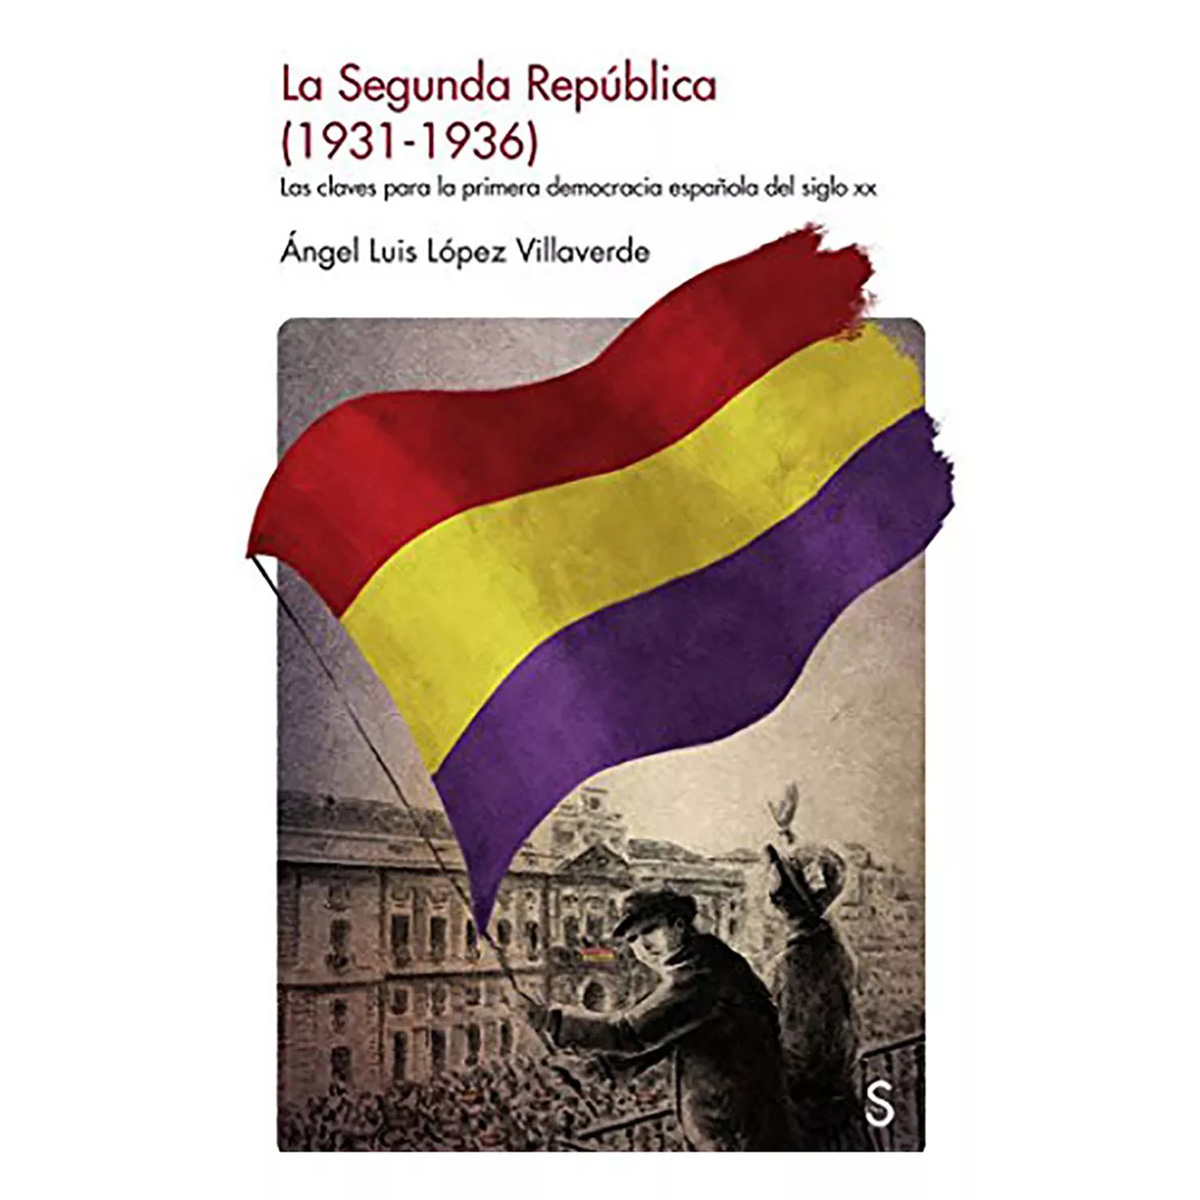 La Segunda República
(1931-1936)
Las claves para la primera democracia española del siglo xx
Ángel Luis López Villaverde
S